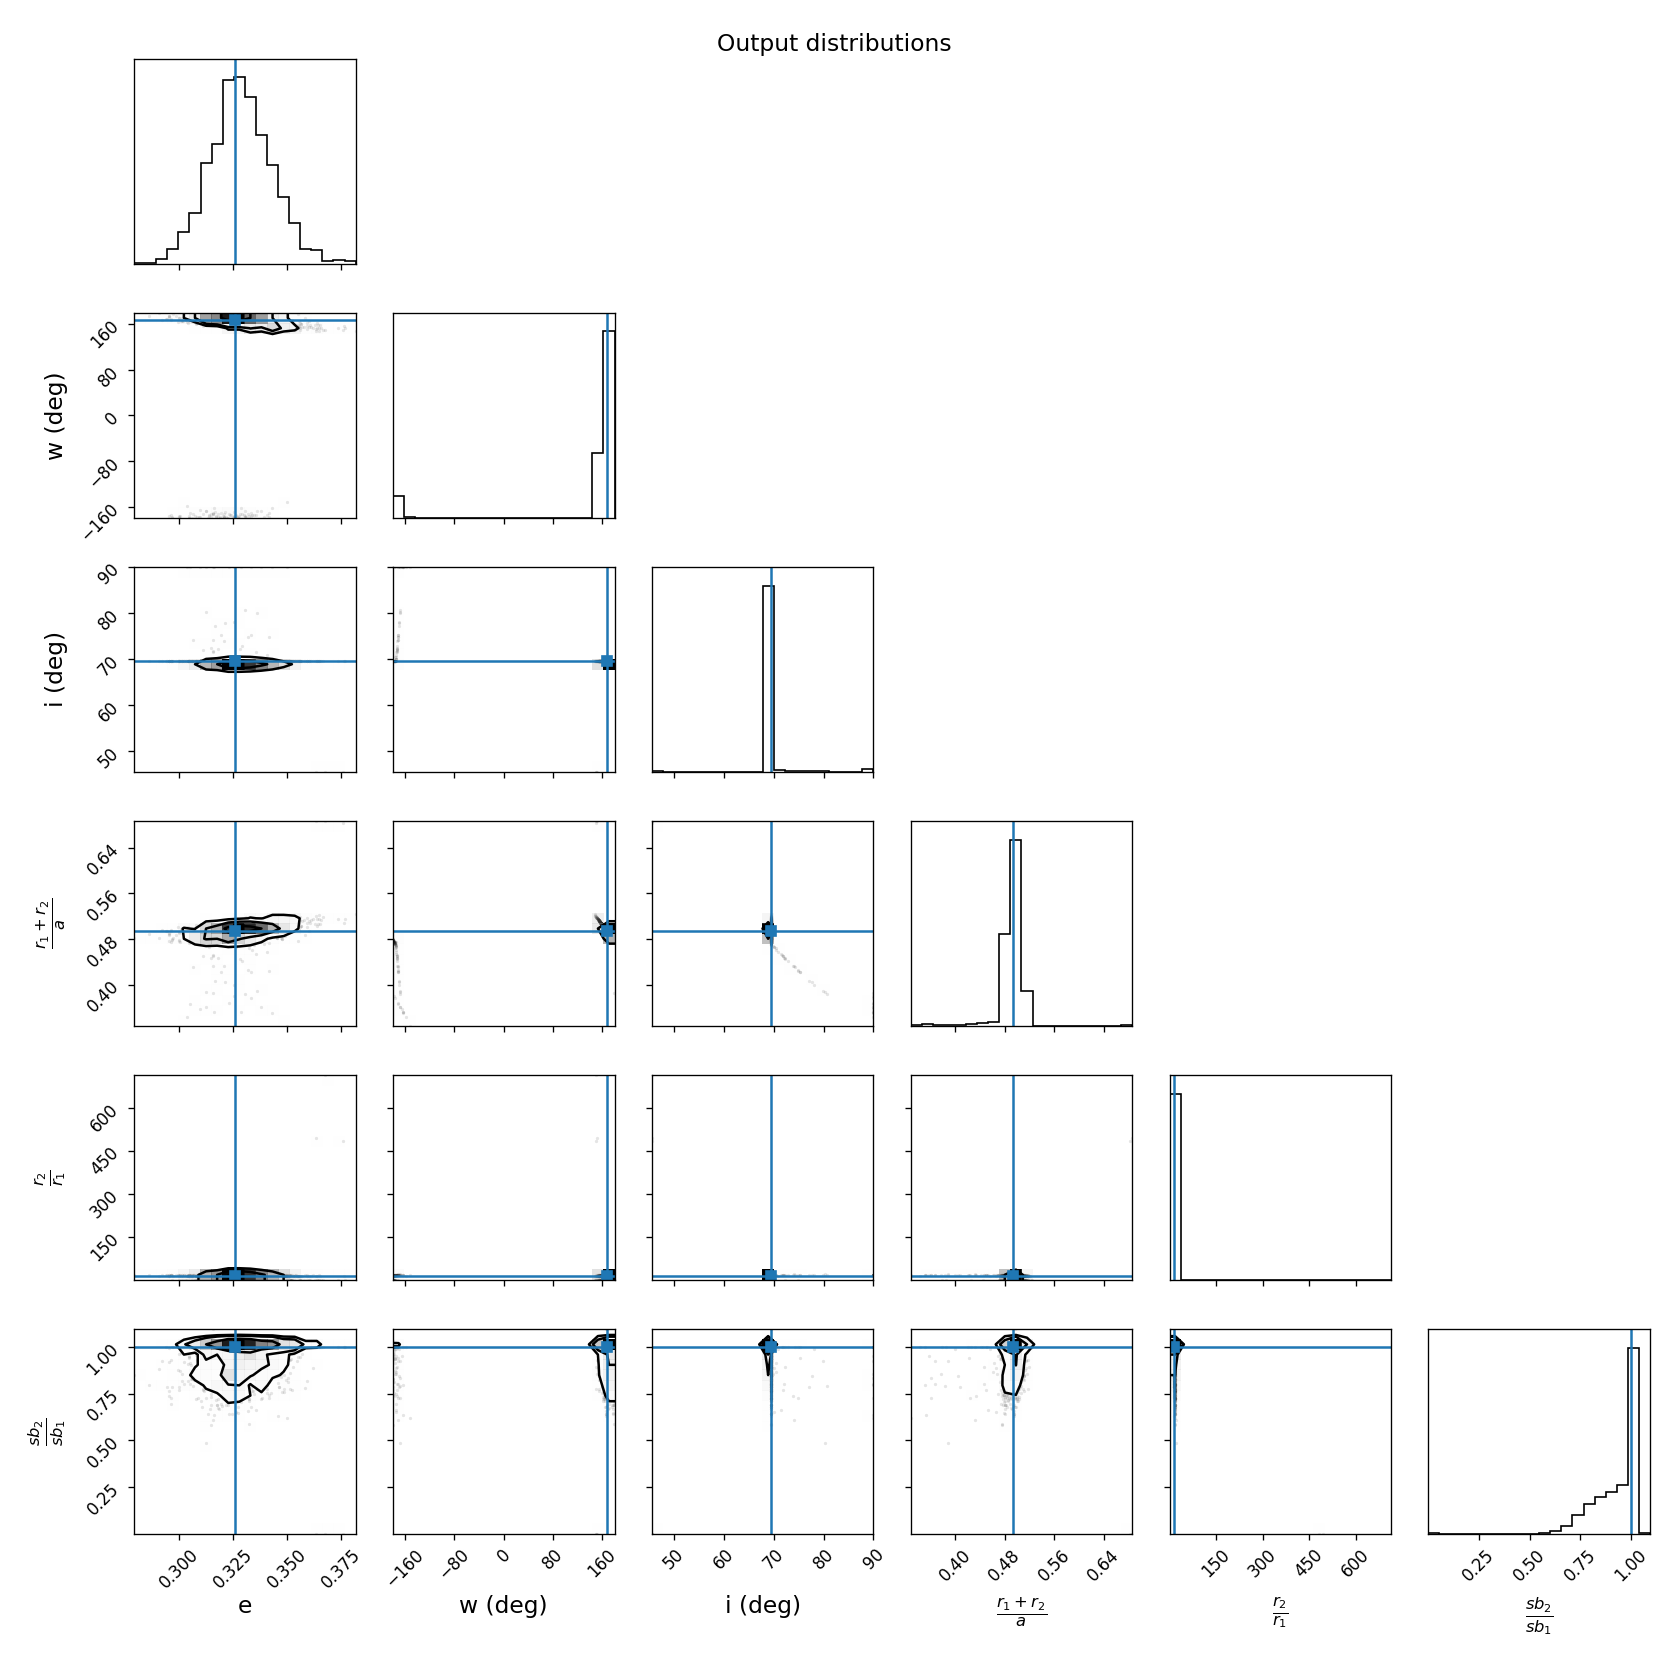 Output distributions
w (deg)
160
80
0
−80
−160
i (deg)
90
80
70
60
50
r₁ + r₂
a
0.64
0.56
0.48
0.40
r₂
r₁
600
450
300
150
sb₂
sb₁
1.00
0.75
0.50
0.25
0.300 0.325 0.350 0.375
−160 −80 0 80 160
50 60 70 80 90
0.40 0.48 0.56 0.64
150 300 450 600
0.25 0.50 0.75 1.00
e
w (deg)
i (deg)
r₁ + r₂
a
r₂
r₁
sb₂
sb₁